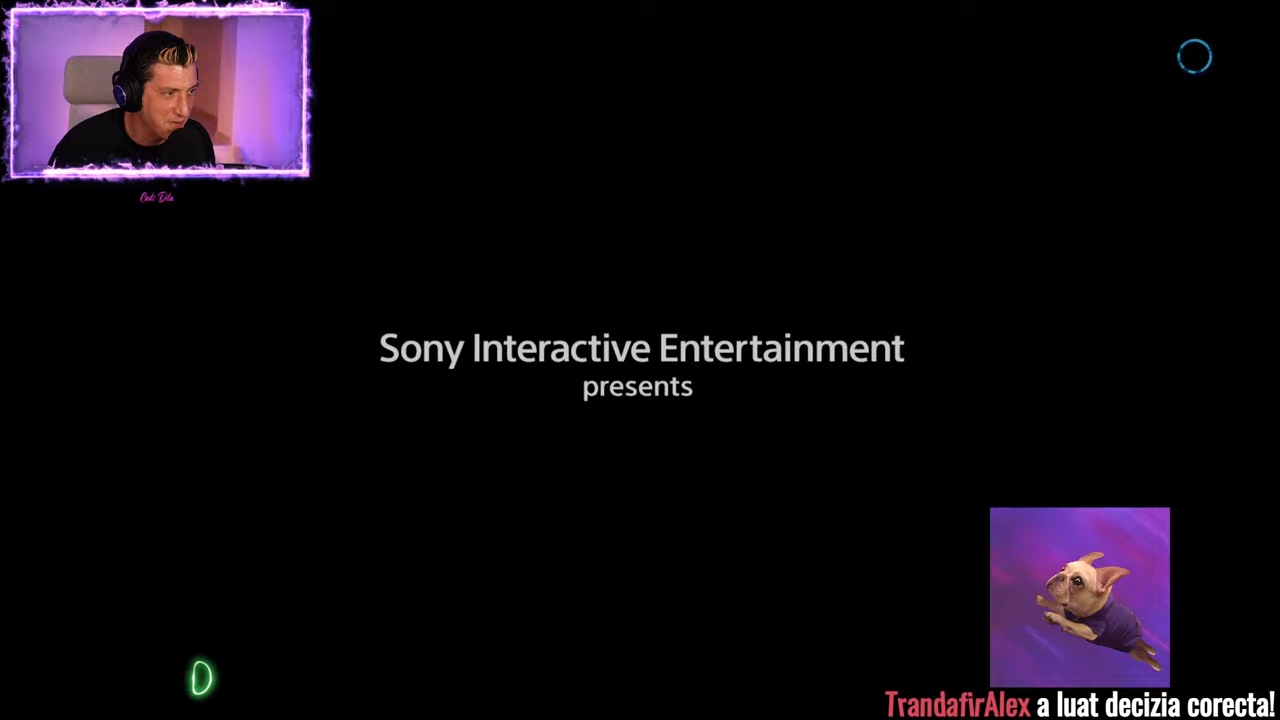 Sony Interactive Entertainment
presents
D
TrandafirAlex a luat decizia corecta!